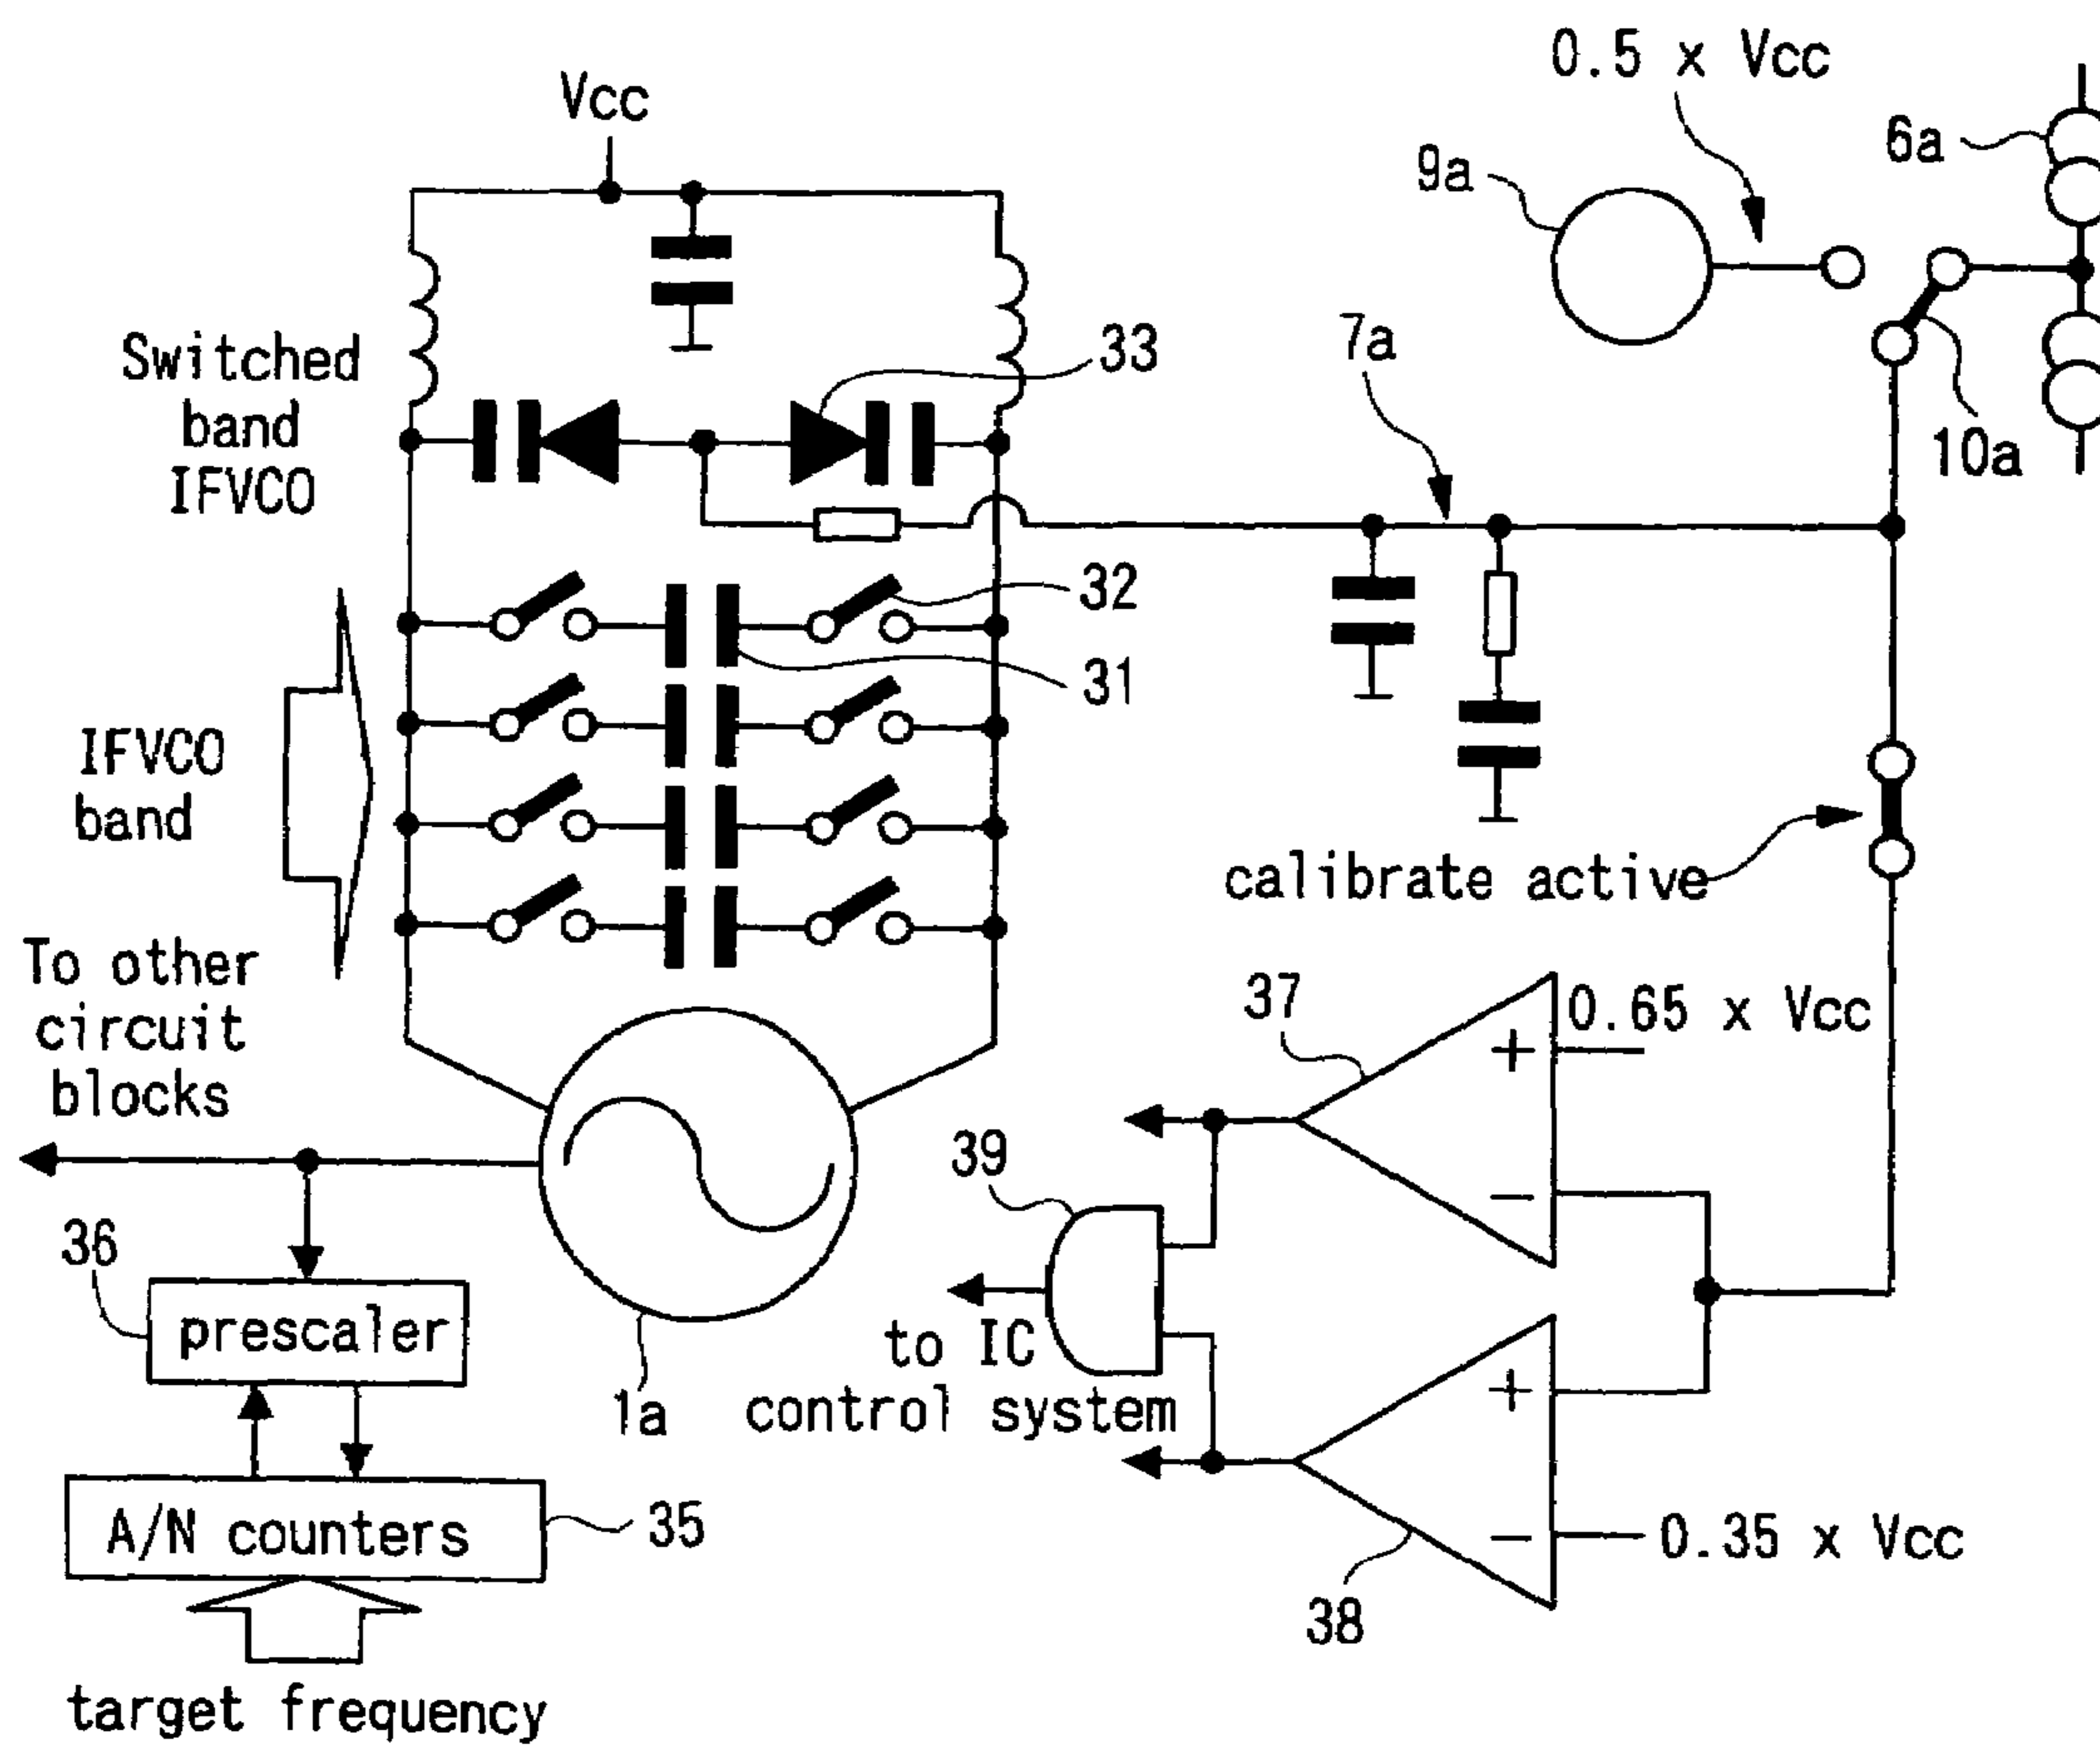 0.5 x Vcc
Vcc
6a
9a
7a
33
Switched
band
IFVCO
10a
32
31
IFVCO
band
calibrate active
To other
circuit
blocks
37
0.65 x Vcc
+
−
39
36
prescaler
to IC
control system
1a
+
−
0.35 x Vcc
A/N counters
35
38
target frequency